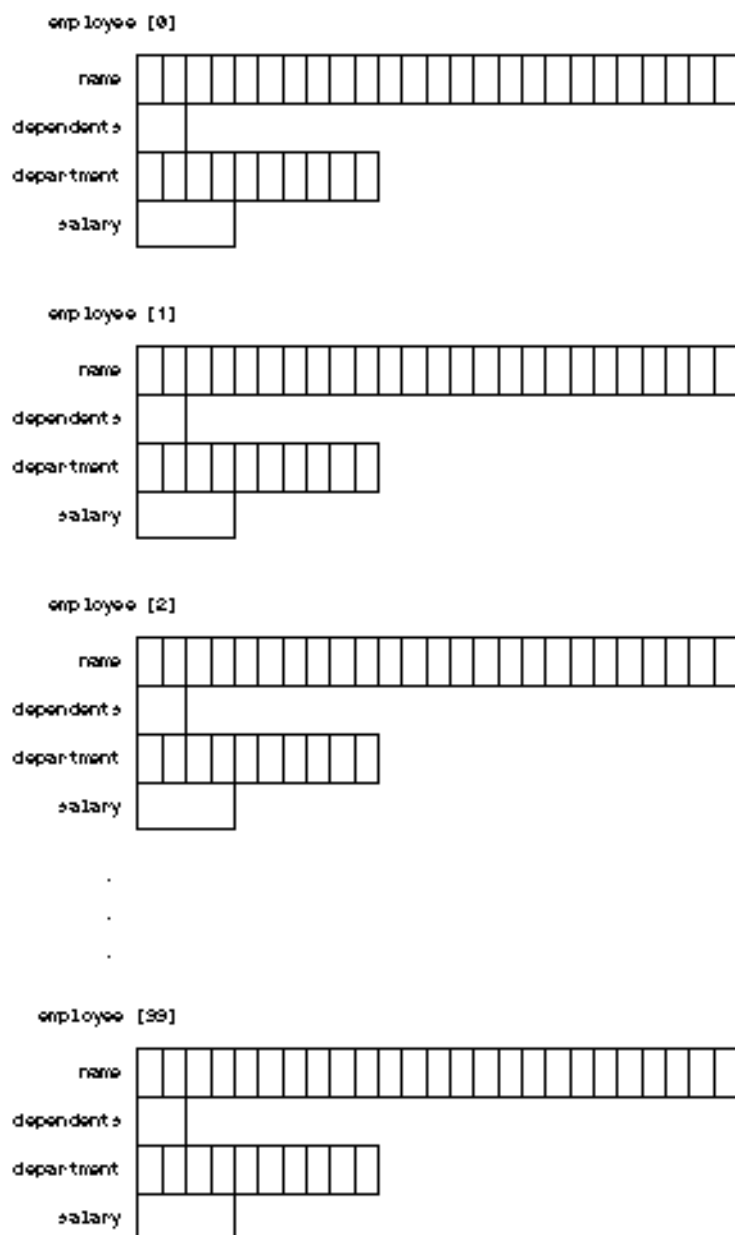 employee [0]
name
dependents
department
salary
employee [1]
name
dependents
department
salary
employee [2]
name
dependents
department
salary
.
.
.
employee [99]
name
dependents
department
salary